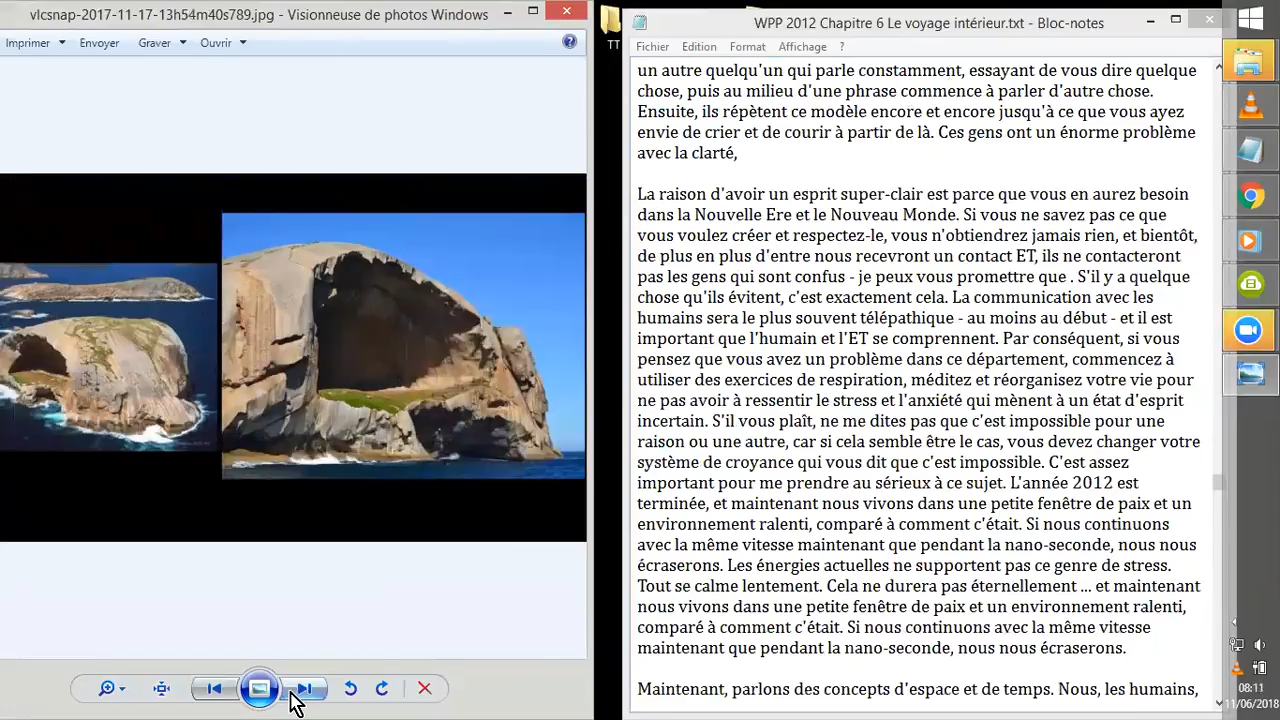 vlcsnap-2017-11-17-13h54m40s789.jpg - Visionneuse de photos Windows
Imprimer
Envoyer
Graver
Ouvrir
TT
WPP 2012 Chapitre 6 Le voyage intérieur.txt - Bloc-notes
Fichier
Edition
Format
Affichage
?
un autre quelqu'un qui parle constamment, essayant de vous dire quelque
chose, puis au milieu d'une phrase commence à parler d'autre chose.
Ensuite, ils répètent ce modèle encore et encore jusqu'à ce que vous ayez
envie de crier et de courir à partir de là. Ces gens ont un énorme problème
avec la clarté,
La raison d'avoir un esprit super-clair est parce que vous en aurez besoin
dans la Nouvelle Ere et le Nouveau Monde. Si vous ne savez pas ce que
vous voulez créer et respectez-le, vous n'obtiendrez jamais rien, et bientôt,
de plus en plus d'entre nous recevront un contact ET, ils ne contacteront
pas les gens qui sont confus - je peux vous promettre que . S'il y a quelque
chose qu'ils évitent, c'est exactement cela. La communication avec les
humains sera le plus souvent télépathique - au moins au début - et il est
important que l'humain et l'ET se comprennent. Par conséquent, si vous
pensez que vous avez un problème dans ce département, commencez à
utiliser des exercices de respiration, méditez et réorganisez votre vie pour
ne pas avoir à ressentir le stress et l'anxiété qui mènent à un état d'esprit
incertain. S'il vous plaît, ne me dites pas que c'est impossible pour une
raison ou une autre, car si cela semble être le cas, vous devez changer votre
système de croyance qui vous dit que c'est impossible. C'est assez
important pour me prendre au sérieux à ce sujet. L'année 2012 est
terminée, et maintenant nous vivons dans une petite fenêtre de paix et un
environnement ralenti, comparé à comment c'était. Si nous continuons
avec la même vitesse maintenant que pendant la nano-seconde, nous nous
écraserons. Les énergies actuelles ne supportent pas ce genre de stress.
Tout se calme lentement. Cela ne durera pas éternellement ... et maintenant
nous vivons dans une petite fenêtre de paix et un environnement ralenti,
comparé à comment c'était. Si nous continuons avec la même vitesse
maintenant que pendant la nano-seconde, nous nous écraserons.
Maintenant, parlons des concepts d'espace et de temps. Nous, les humains,
08:11
11/06/2018